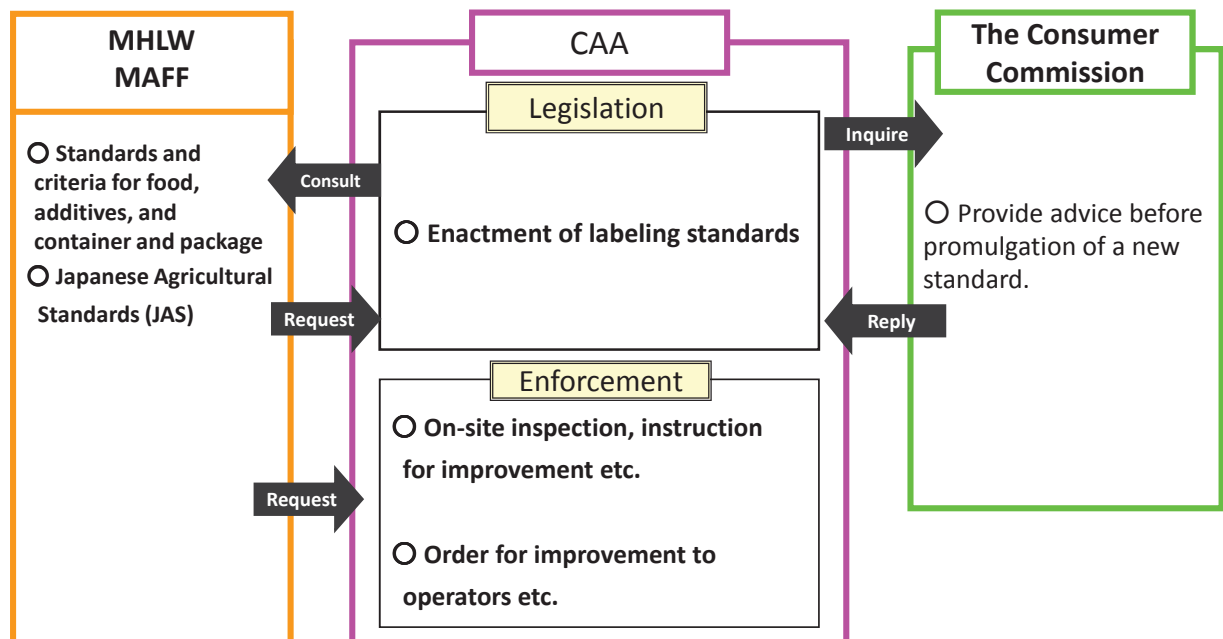 MHLW
MAFF
○ Standards and
criteria for food,
additives, and
container and package
○ Japanese Agricultural
Standards (JAS)
Consult
Request
Request
CAA
Legislation
○ Enactment of labeling standards
Enforcement
○ On-site inspection, instruction
for improvement etc.
○ Order for improvement to
operators etc.
Inquire
Reply
The Consumer
Commission
○ Provide advice before
promulgation of a new
standard.